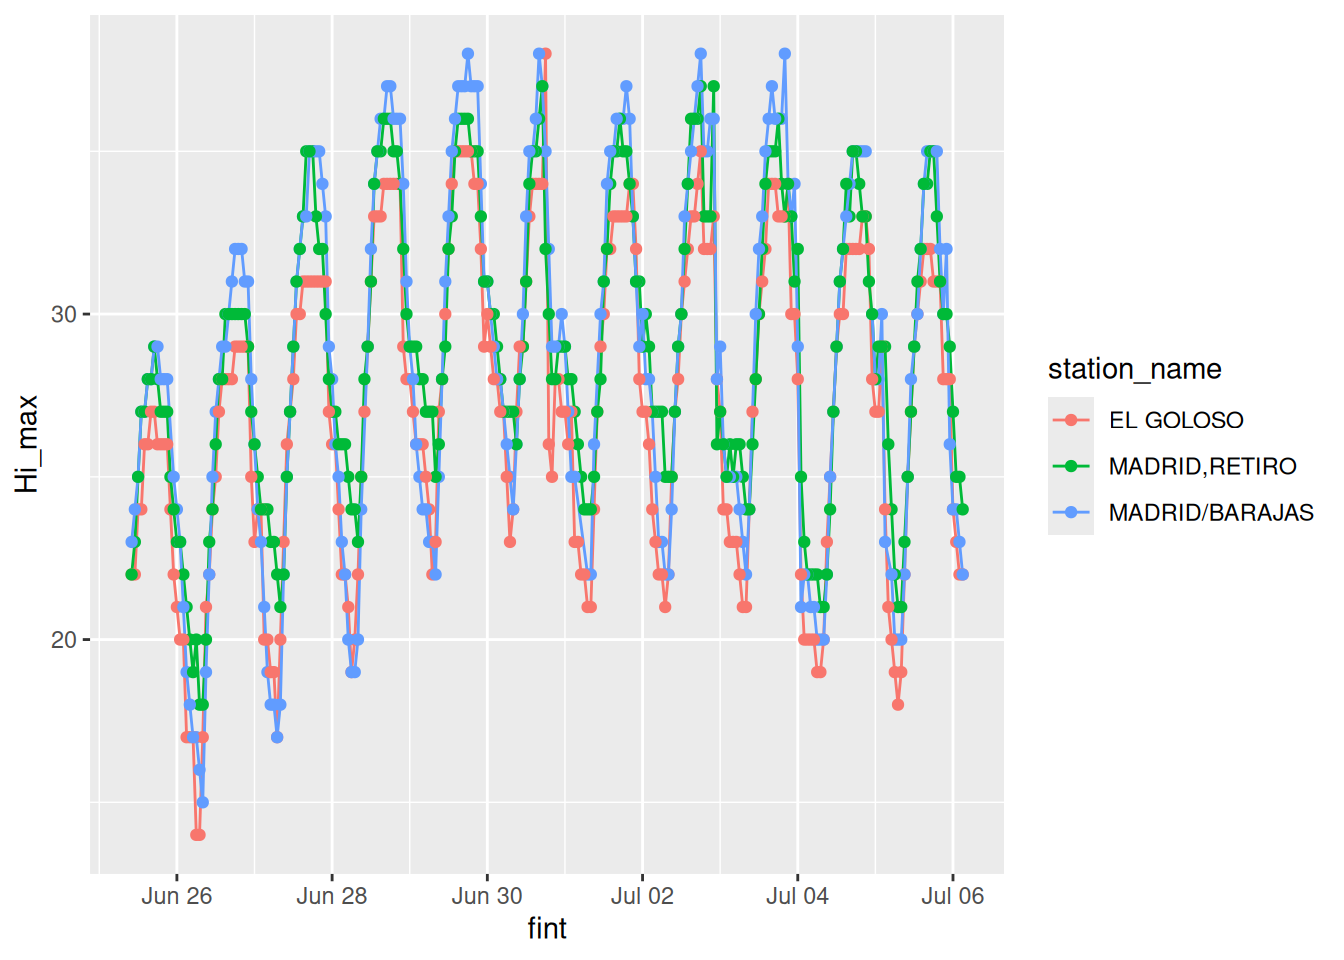 Hi_max
30
20
Jun 26
Jun 28
Jun 30
Jul 02
Jul 04
Jul 06
fint
station_name
EL GOLOSO
MADRID,RETIRO
MADRID/BARAJAS